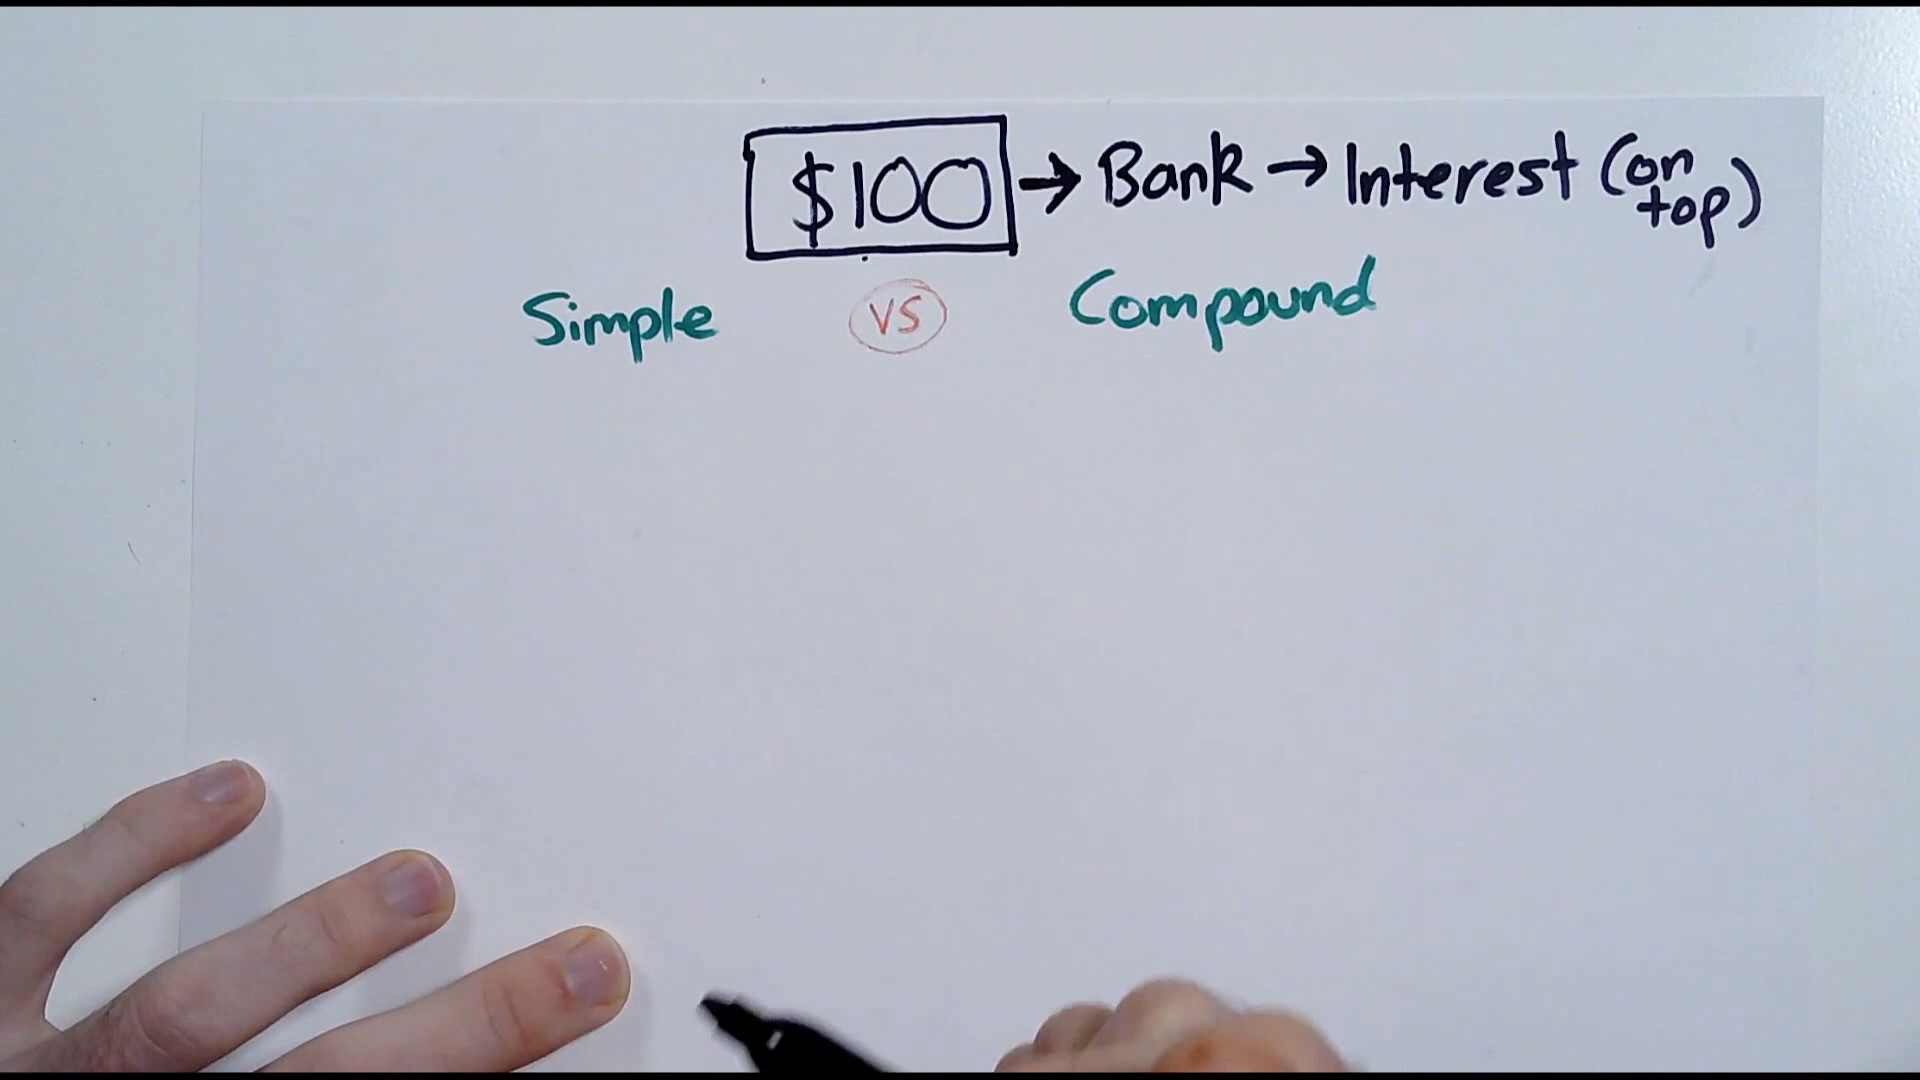 $100 → Bank → Interest (on top)
Simple vs Compound